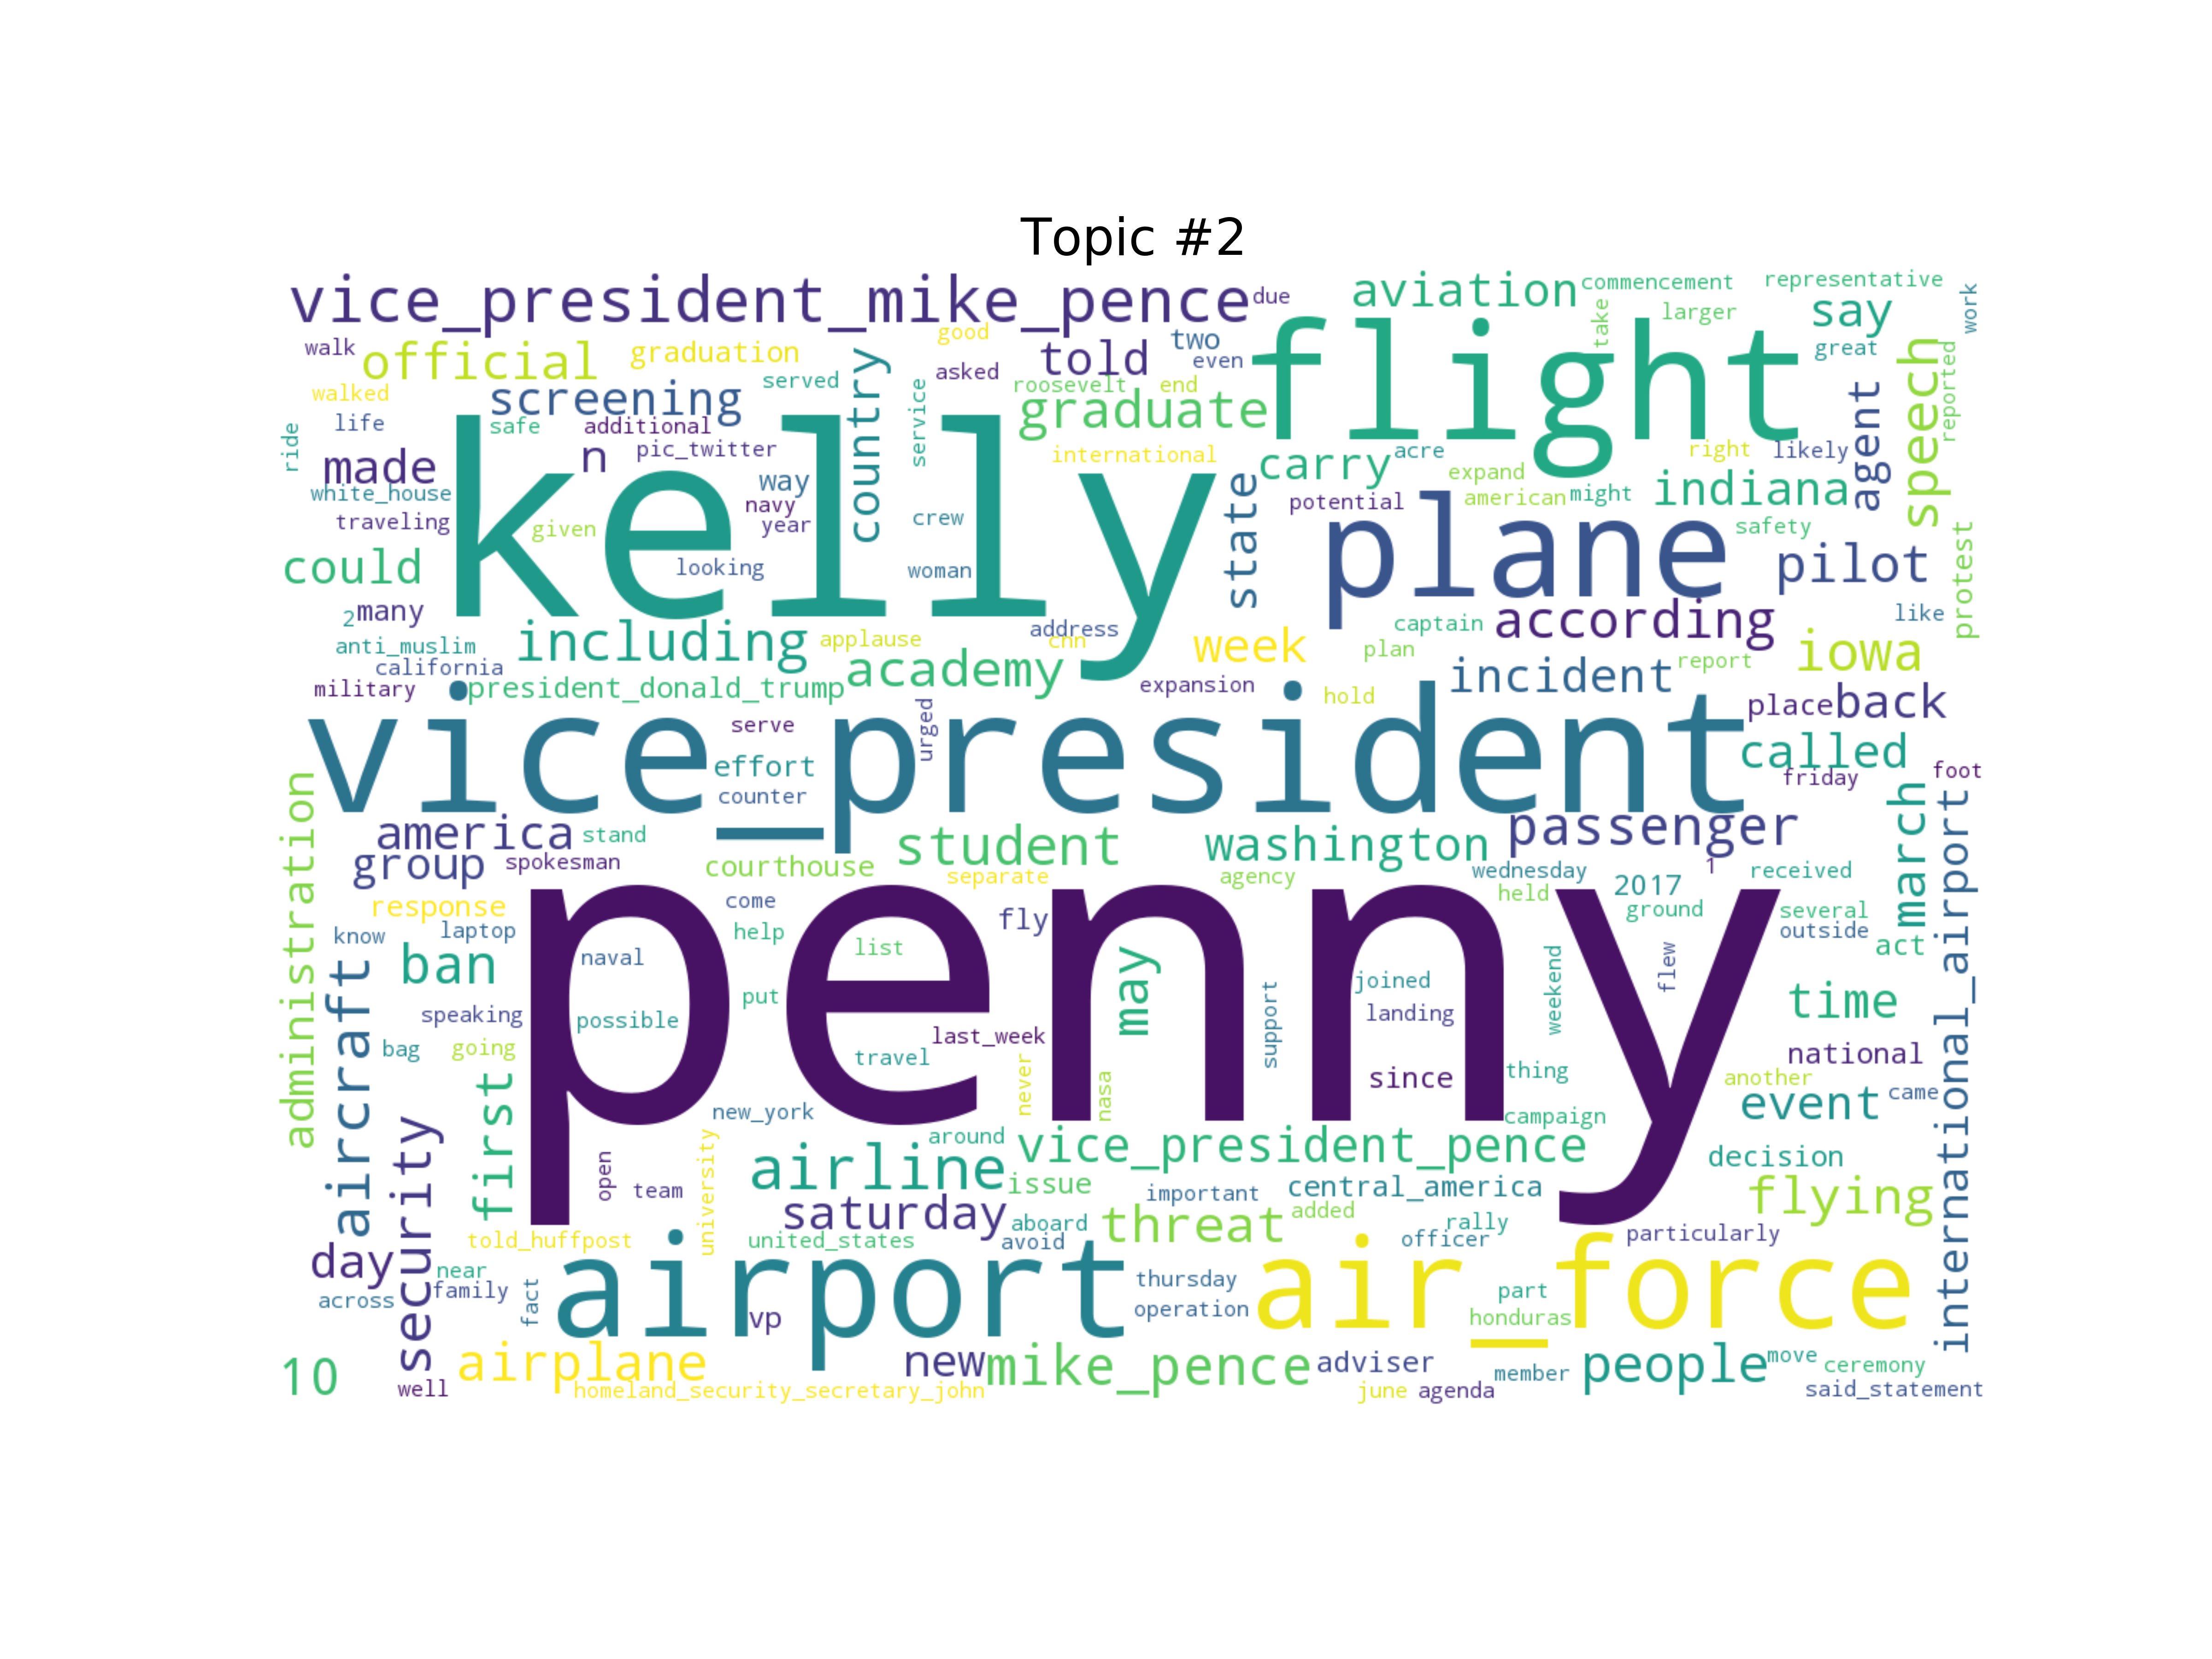 Topic #2
vice_president_mike_pence
due
aviation
commencement
representative
work
walk
official
graduation
good
told
two
even
flight
take
larger
say
great
reported
speech
walked
screening
served
country
service
asked
roosevelt
end
graduate
agent
life
safe
additional
ride
made
n
pic_twitter
kelly
international
state
carry
acre
expand
right
likely
white_house
way
navy
year
crew
potential
american
might
indiana
traveling
given
plane
safety
pilot
protest
could
looking
woman
2
many
address
cnn
captain
according
like
anti_muslim
california
including
applause
academy
week
plan
incident
report
iowa
military
president_donald_trump
expansion
hold
place
back
vice_president
serve
urged
effort
counter
called
friday
foot
administration
america
stand
student
washington
passenger
march
international_airport
group
spokesman
courthouse
separate
agency
wednesday
1
received
response
penny
come
fly
held
2017
ground
several
outside
know
laptop
help
list
act
aircraft
ban
naval
may
support
joined
weekend
flew
time
speaking
possible
put
last_week
landing
bag
going
travel
never
nasa
since
thing
national
another
first
new_york
campaign
event
came
security
open
team
university
around
airline
vice_president_pence
decision
issue
important
central_america
flying
saturday
aboard
threat
added
rally
officer
particularly
told_huffpost
united_states
avoid
day
near
family
across
fact
airport
vp
thursday
operation
air_force
part
honduras
10
well
airplane
new
mike_pence
adviser
member
people
move
ceremony
homeland_security_secretary_john
june
agenda
said_statement